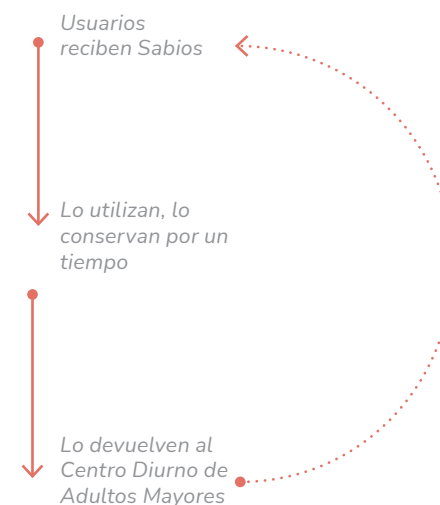 Usuarios
reciben Sabios
Lo utilizan, lo
conservan por un
tiempo
Lo devuelven al
Centro Diurno de
Adultos Mayores